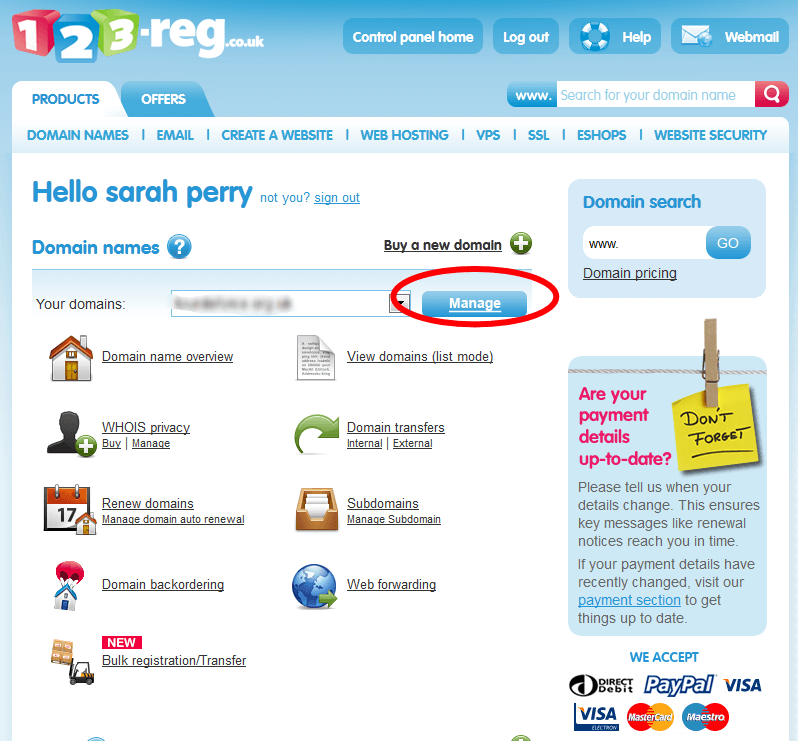 123-reg.co.uk
Control panel home
Log out
Help
Webmail
PRODUCTS
OFFERS
www. Search for your domain name
DOMAIN NAMES | EMAIL | CREATE A WEBSITE | WEB HOSTING | VPS | SSL | ESHOPS | WEBSITE SECURITY
Hello sarah perry not you? sign out
Domain names ?
Buy a new domain
Your domains:
Manage
Domain name overview
View domains (list mode)
WHOIS privacy
Buy | Manage
Domain transfers
Internal | External
17
Renew domains
Manage domain auto renewal
Subdomains
Manage Subdomain
Domain backordering
Web forwarding
NEW
Bulk registration/Transfer
Domain search
www.
GO
Domain pricing
Are your
payment
details
up-to-date?
DON'T
FORGET
Please tell us when your
details change. This ensures
key messages like renewal
notices reach you in time.
If your payment details have
recently changed, visit our
payment section to get
things up to date.
WE ACCEPT
DIRECT
Debit
PayPal
VISA
VISA
ELECTRON
MasterCard
Maestro